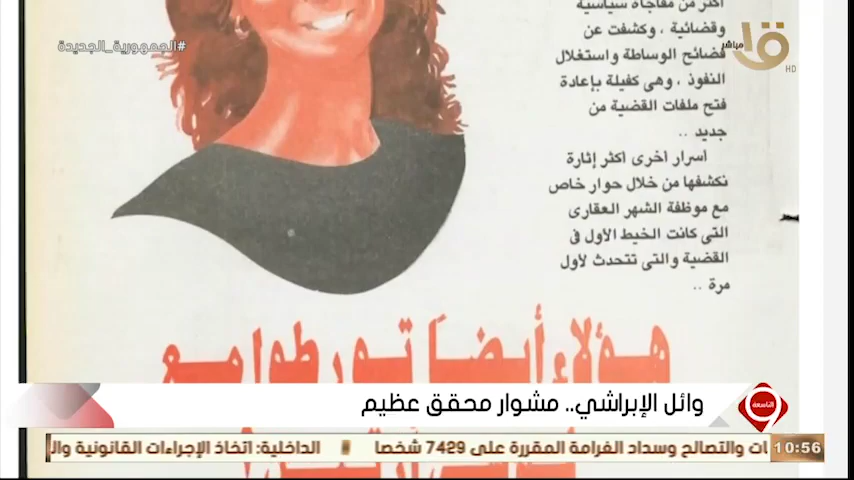 #الجمهورية_الجديدة
مباشر
HD
أكثر من مفاجأة سياسية
وقضائية ، وكشفت عن
فضائح الوساطة واستغلال
النفوذ ، وهى كفيلة بإعادة
فتح ملفات القضية من
جديد ..
أسرار أخرى أكثر إثارة
نكشفها من خلال حوار خاص
مع موظفة الشهر العقارى
التى كانت الخيط الأول فى
القضية والتى تتحدث لأول
مرة ..
هؤلاء أيضاً تورطوا مع
وائل الإبراشي.. مشوار محقق عظيم
التاسعة
10:56
ات والتصالح وسداد الغرامة المقررة على 7429 شخصا
الداخلية: اتخاذ الإجراءات القانونية وال